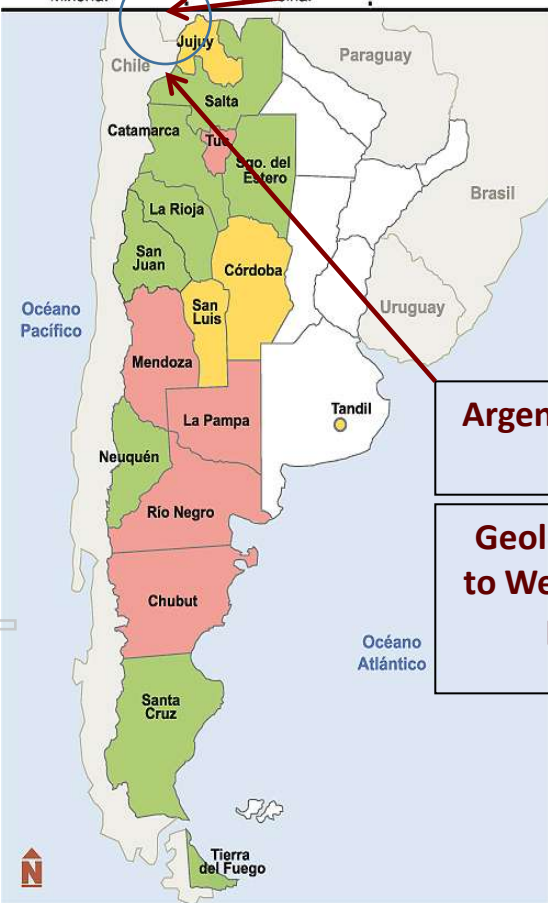 Jujuy
Paraguay
Chile
Salta
Catamarca
Tuc.
Sgo. del
Estero
Brasil
La Rioja
San
Juan
Córdoba
Océano
Pacífico
San
Luis
Uruguay
Mendoza
Tandil
La Pampa
Argen
Neuquén
Río Negro
Geol
to We
Chubut
Océano
Atlántico
Santa
Cruz
Tierra
del Fuego
N